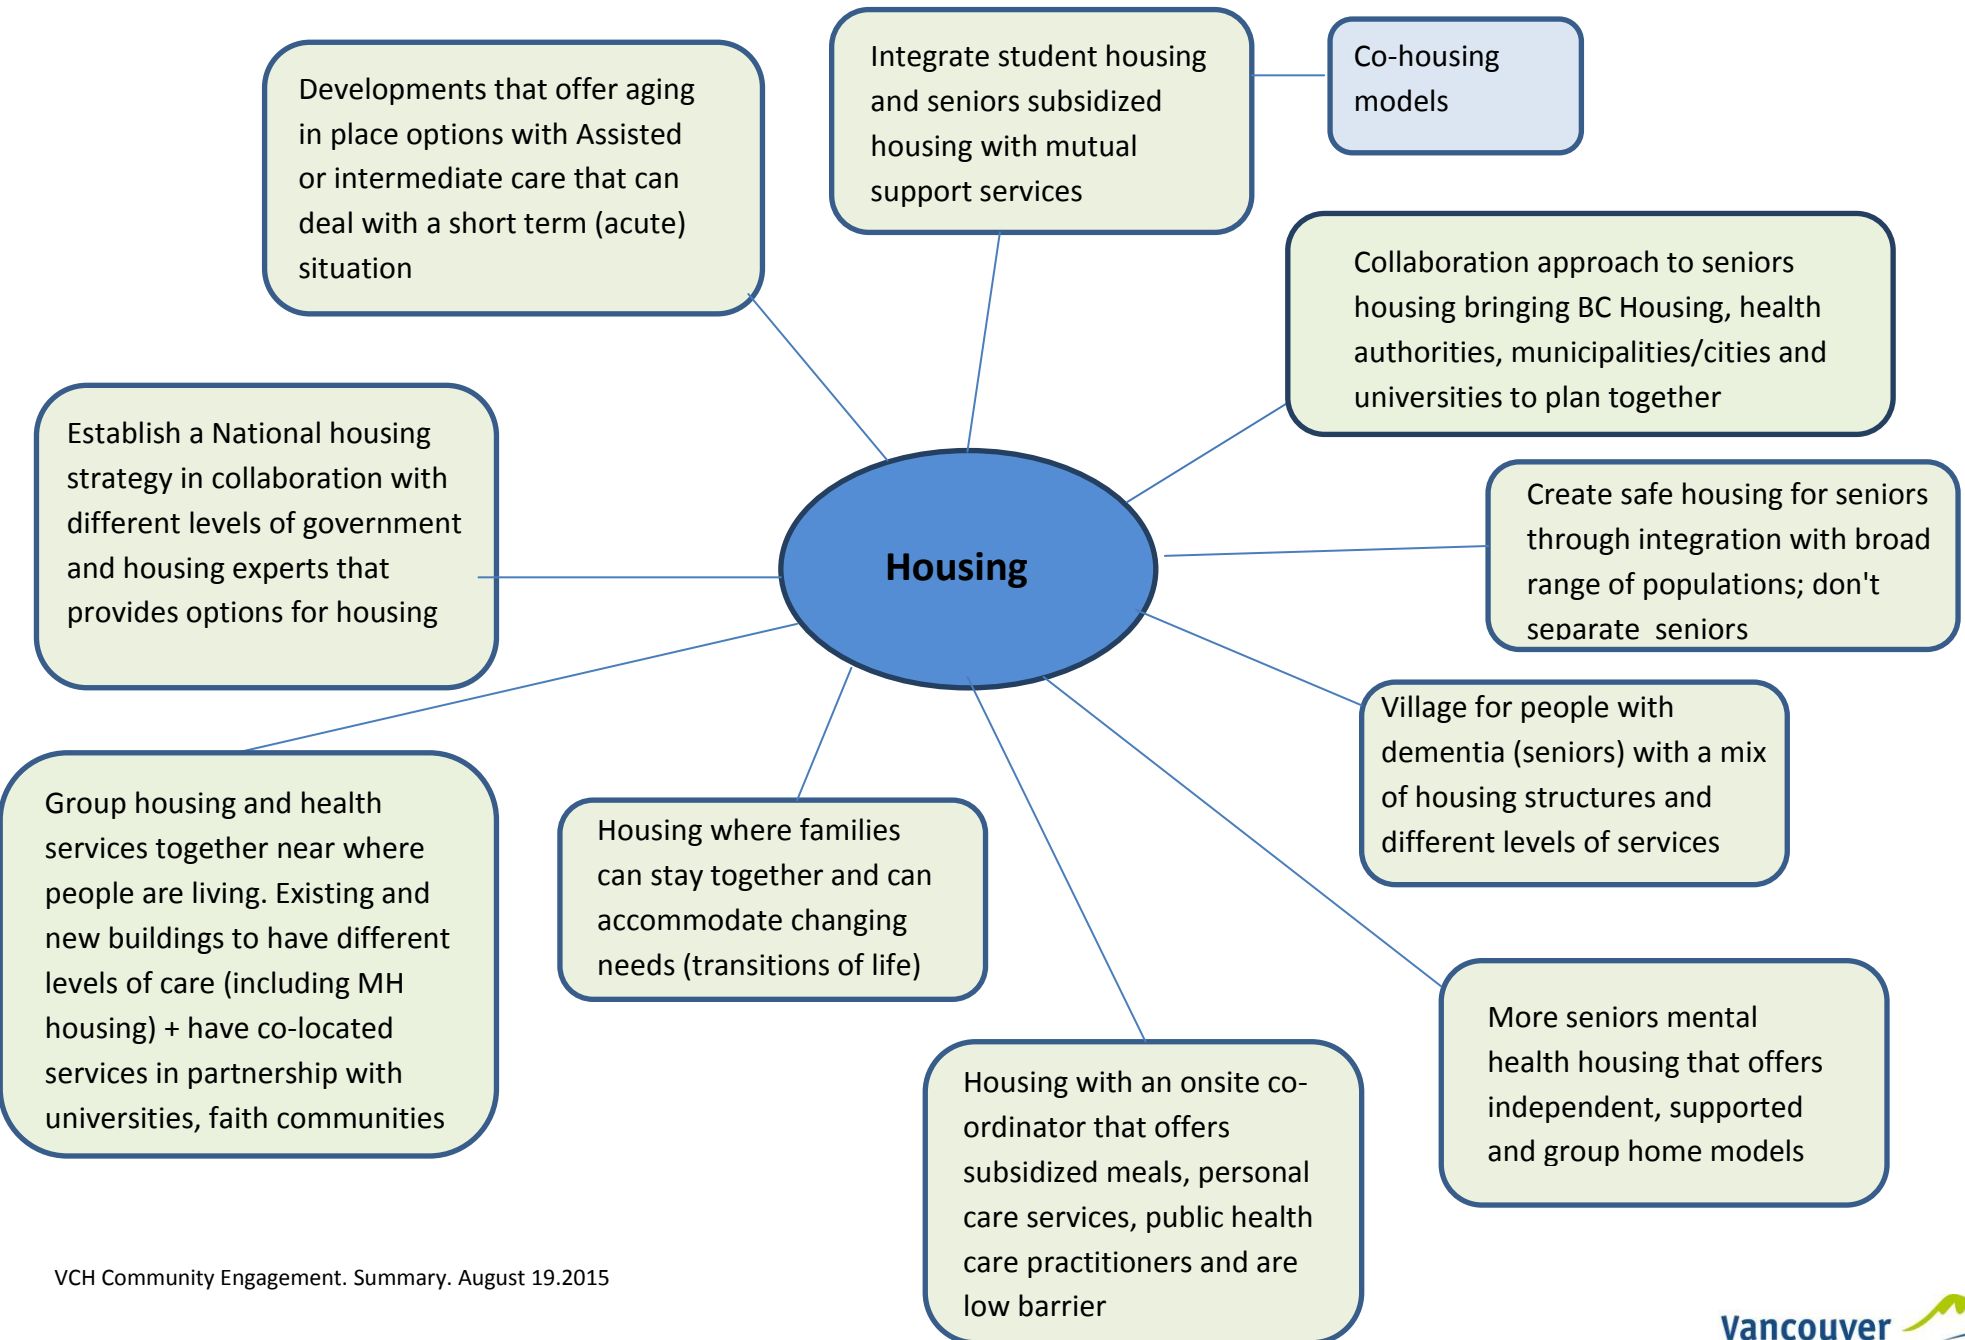 Developments that offer aging
in place options with Assisted
or intermediate care that can
deal with a short term (acute)
situation
Integrate student housing
and seniors subsidized
housing with mutual
support services
Co-housing
models
Collaboration approach to seniors
housing bringing BC Housing, health
authorities, municipalities/cities and
universities to plan together
Establish a National housing
strategy in collaboration with
different levels of government
and housing experts that
provides options for housing
Housing
Create safe housing for seniors
through integration with broad
range of populations; don't
separate seniors
Village for people with
dementia (seniors) with a mix
of housing structures and
different levels of services
Group housing and health
services together near where
people are living. Existing and
new buildings to have different
levels of care (including MH
housing) + have co-located
services in partnership with
universities, faith communities
Housing where families
can stay together and can
accommodate changing
needs (transitions of life)
Housing with an onsite co-
ordinator that offers
subsidized meals, personal
care services, public health
care practitioners and are
low barrier
More seniors mental
health housing that offers
independent, supported
and group home models
VCH Community Engagement. Summary. August 19.2015
Vancouver